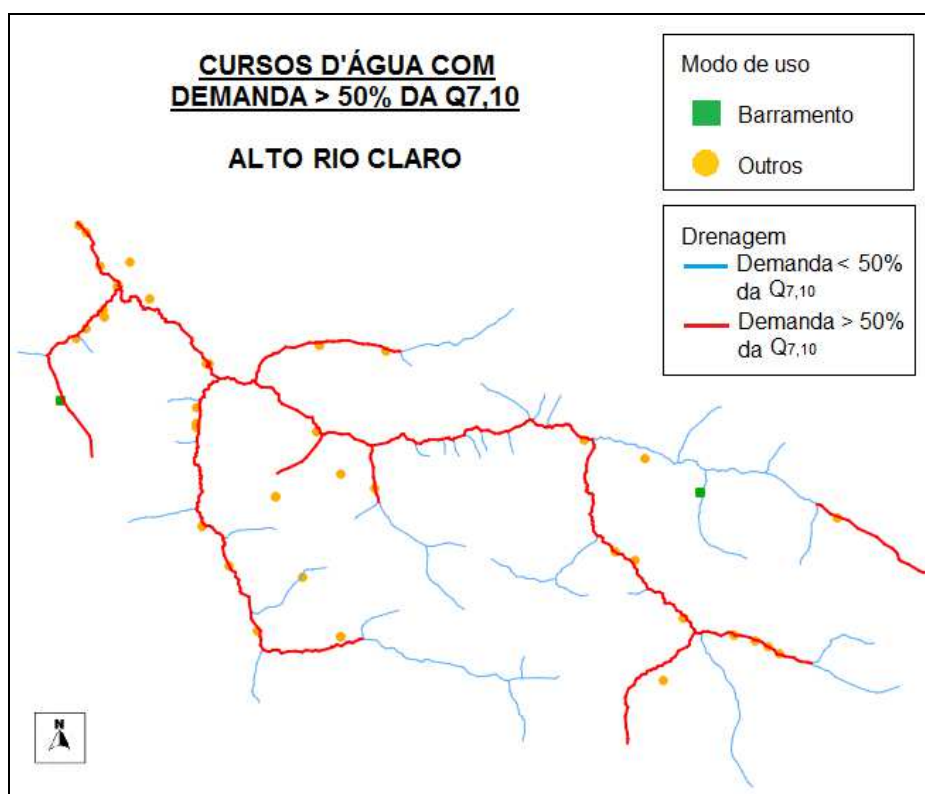 CURSOS D'ÁGUA COM
DEMANDA > 50% DA Q7,10
ALTO RIO CLARO
Modo de uso
Barramento
Outros
Drenagem
Demanda < 50%
da Q7,10
Demanda > 50%
da Q7,10
N